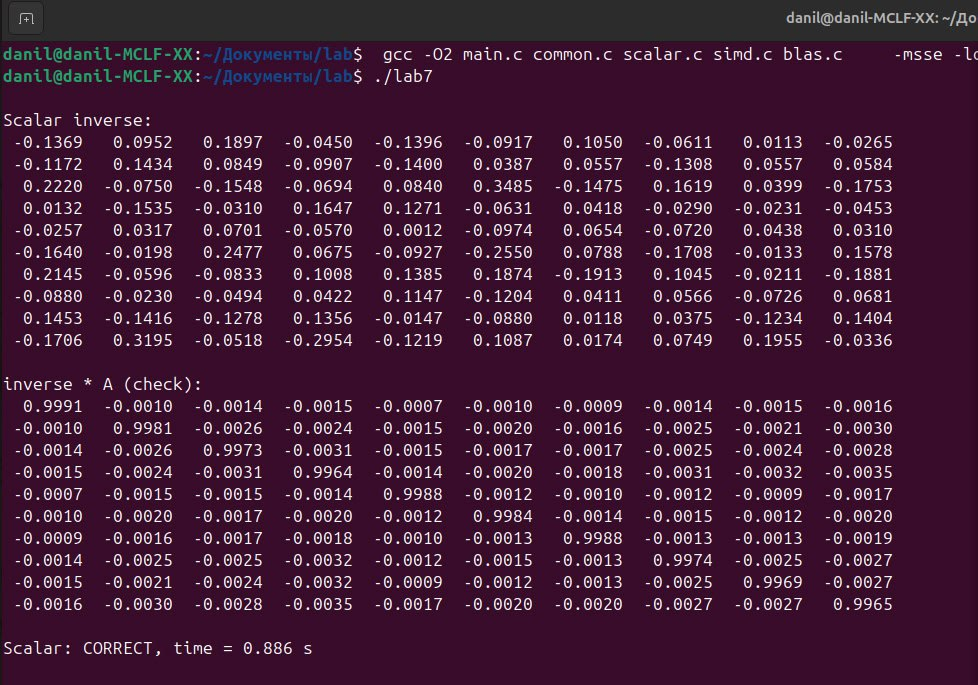 danil@danil-MCLF-XX: ~/До
danil@danil-MCLF-XX:~/Документы/lab$  gcc -O2 main.c common.c scalar.c simd.c blas.c     -msse
danil@danil-MCLF-XX:~/Документы/lab$ ./lab7
Scalar inverse:
 -0.1369   0.0952   0.1897  -0.0450  -0.1396  -0.0917   0.1050  -0.0611   0.0113  -0.0265
 -0.1172   0.1434   0.0849  -0.0907  -0.1400   0.0387   0.0557  -0.1308   0.0557   0.0584
  0.2220  -0.0750  -0.1548  -0.0694   0.0840   0.3485  -0.1475   0.1619   0.0399  -0.1753
  0.0132  -0.1535  -0.0310   0.1647   0.1271  -0.0631   0.0418  -0.0290  -0.0231  -0.0453
 -0.0257   0.0317   0.0701  -0.0570   0.0012  -0.0974   0.0654  -0.0720   0.0438   0.0310
 -0.1640  -0.0198   0.2477   0.0675   0.0675  -0.0927  -0.2550   0.0788  -0.1708  -0.0133   0.1578
  0.2145  -0.0596  -0.0833   0.1008   0.1385   0.1874  -0.1913   0.1045  -0.0211  -0.1881
 -0.0880  -0.0230  -0.0494   0.0422   0.1147  -0.1204   0.0411   0.0566  -0.0726   0.0681
  0.1453  -0.1416  -0.1278   0.1356  -0.0147  -0.0880   0.0118   0.0375  -0.1234   0.1404
 -0.1706   0.3195  -0.0518  -0.2954  -0.1219   0.1087   0.0174   0.0749   0.1955  -0.0336
inverse * A (check):
  0.9991  -0.0010  -0.0014  -0.0015  -0.0007  -0.0010  -0.0009  -0.0014  -0.0015  -0.0016
 -0.0010   0.9981  -0.0026  -0.0024  -0.0015  -0.0020  -0.0016  -0.0025  -0.0021  -0.0030
 -0.0014  -0.0026   0.9973  -0.0031  -0.0015  -0.0017  -0.0017  -0.0025  -0.0024  -0.0028
 -0.0015  -0.0024  -0.0031   0.9964  -0.0014  -0.0020  -0.0018  -0.0031  -0.0032  -0.0035
 -0.0007  -0.0015  -0.0015  -0.0014   0.9988  -0.0012  -0.0010  -0.0012  -0.0009  -0.0017
 -0.0010  -0.0020  -0.0017  -0.0020  -0.0012   0.9984  -0.0014  -0.0015  -0.0012  -0.0020
 -0.0009  -0.0016  -0.0017  -0.0018  -0.0010  -0.0013   0.9988  -0.0013  -0.0013  -0.0019
 -0.0014  -0.0025  -0.0025  -0.0032  -0.0012  -0.0015  -0.0013   0.9974  -0.0025  -0.0027
 -0.0015  -0.0021  -0.0024  -0.0032  -0.0009  -0.0012  -0.0013  -0.0025   0.9969  -0.0027
 -0.0016  -0.0030  -0.0028  -0.0035  -0.0017  -0.0020  -0.0020  -0.0027  -0.0027   0.9965
Scalar: CORRECT, time = 0.886 s